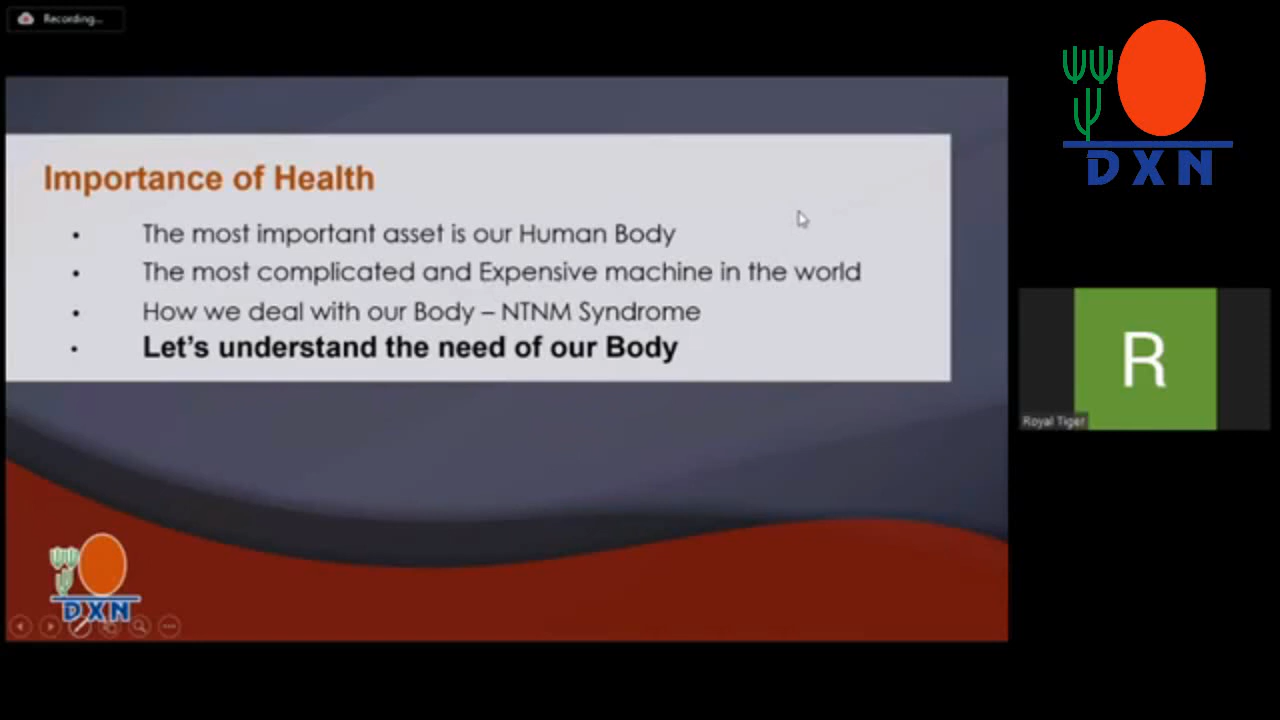 Recording...
DXN
Importance of Health
• The most important asset is our Human Body
• The most complicated and Expensive machine in the world
• How we deal with our Body – NTNM Syndrome
• Let's understand the need of our Body
R
Royal Tiger
DXN